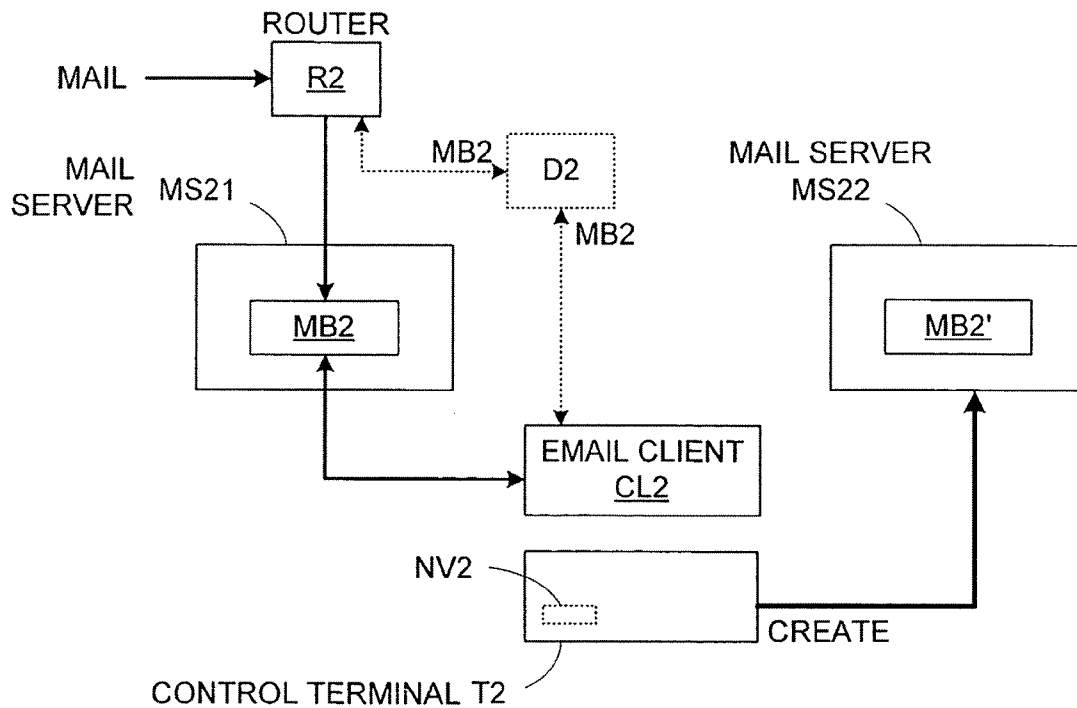 ROUTER
R2
MAIL
MB2
D2
MAIL SERVER
MS22
MAIL
SERVER
MS21
MB2
MB2
MB2'
EMAIL CLIENT
CL2
NV2
CREATE
CONTROL TERMINAL T2